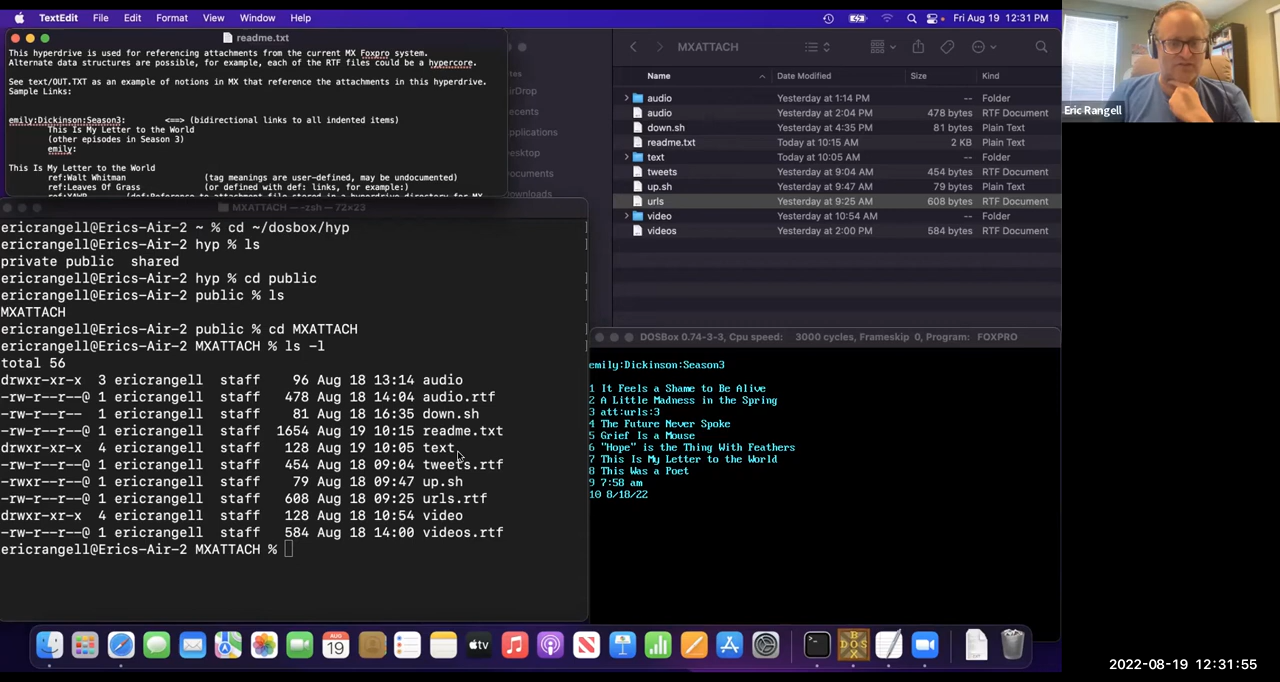 TextEdit File Edit Format View Window Help Fri Aug 19 12:31 PM
readme.txt
This hyperdrive is used for referencing attachments from the current MX Foxpro system.
Alternate data structures are possible, for example, each of the RTF files could be a hypercore.
See text/OUT.TXT as an example of notions in MX that reference the attachments in this hyperdrive.
Sample Links:
emily:Dickinson:Season3: <==> (bidirectional links to all indented items)
This Is My Letter to the World
(other episodes in Season 3)
emily:
This Is My Letter to the World
ref:Walt Whitman (tag meanings are user-defined, may be undocumented)
ref:Leaves Of Grass (or defined with def: links, for example:)
MXATTACH
Name Date Modified Size Kind
audio Yesterday at 1:14 PM -- Folder
audio Yesterday at 2:04 PM 478 bytes RTF Document
down.sh Yesterday at 4:35 PM 81 bytes Plain Text
readme.txt Today at 10:15 AM 2 KB Plain Text
text Today at 10:05 AM -- Folder
tweets Yesterday at 9:04 AM 454 bytes RTF Document
up.sh Yesterday at 9:47 AM 79 bytes Plain Text
urls Yesterday at 9:25 AM 608 bytes RTF Document
video Yesterday at 10:54 AM -- Folder
videos Yesterday at 2:00 PM 584 bytes RTF Document
Eric Rangell
MXATTACH — -zsh — 72×23
ericrangell@Erics-Air-2 ~ % cd ~/dosbox/hyp
ericrangell@Erics-Air-2 hyp % ls
private public shared
ericrangell@Erics-Air-2 hyp % cd public
ericrangell@Erics-Air-2 public % ls
MXATTACH
ericrangell@Erics-Air-2 public % cd MXATTACH
ericrangell@Erics-Air-2 MXATTACH % ls -l
total 56
drwxr-xr-x 3 ericrangell staff 96 Aug 18 13:14 audio
-rw-r--r--@ 1 ericrangell staff 478 Aug 18 14:04 audio.rtf
-rw-r--r-- 1 ericrangell staff 81 Aug 18 16:35 down.sh
-rw-r--r--@ 1 ericrangell staff 1654 Aug 19 10:15 readme.txt
drwxr-xr-x 4 ericrangell staff 128 Aug 19 10:05 text
-rw-r--r--@ 1 ericrangell staff 454 Aug 18 09:04 tweets.rtf
-rw-r--r-- 1 ericrangell staff 79 Aug 18 09:47 up.sh
-rw-r--r--@ 1 ericrangell staff 608 Aug 18 09:25 urls.rtf
drwxr-xr-x 4 ericrangell staff 128 Aug 18 10:54 video
-rw-r--r--@ 1 ericrangell staff 584 Aug 18 14:00 videos.rtf
ericrangell@Erics-Air-2 MXATTACH %
DOSBox 0.74-3-3, Cpu speed: 3000 cycles, Frameskip 0, Program: FOXPRO
emily:Dickinson:Season3
1 It Feels a Shame to Be Alive
2 A Little Madness in the Spring
3 att:urls:3
4 The Future Never Spoke
5 Grief Is a Mouse
6 "Hope" is the Thing With Feathers
7 This Is My Letter to the World
8 This Was a Poet
9 7:58 am
10 8/18/22
AUG
19
tv
DOS
BOX
2022-08-19 12:31:55